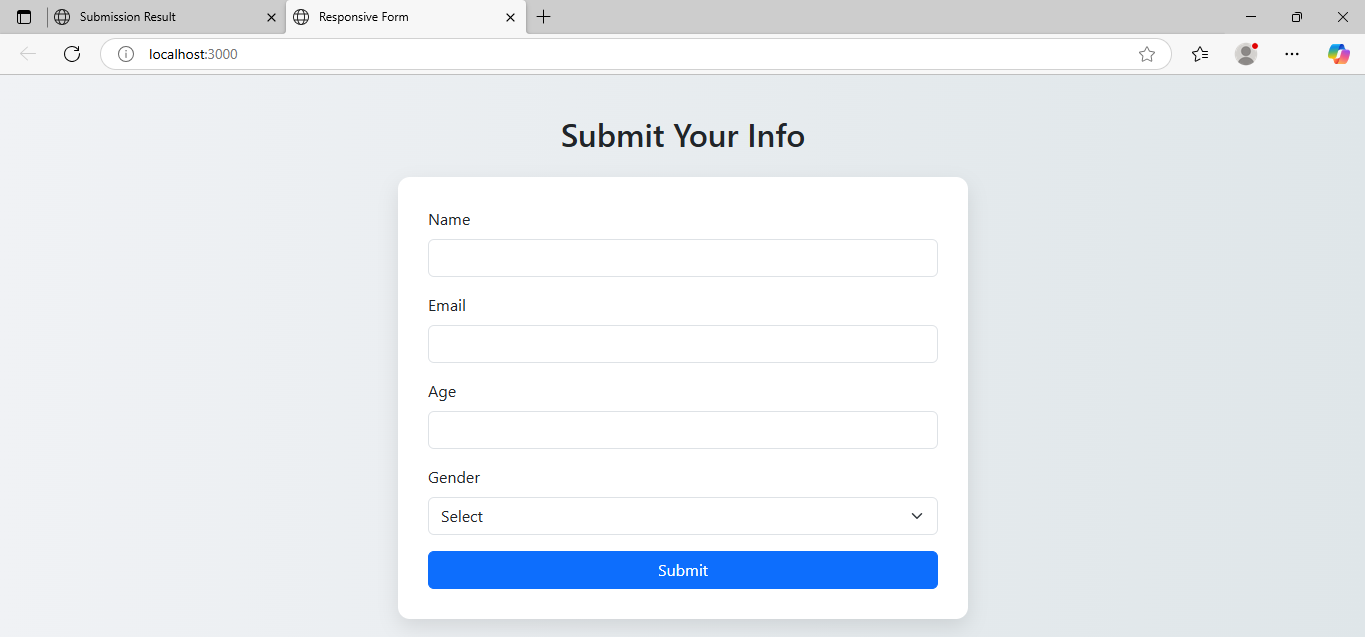 Submission Result
Responsive Form
localhost:3000
Submit Your Info
Name
Email
Age
Gender
Select
Submit